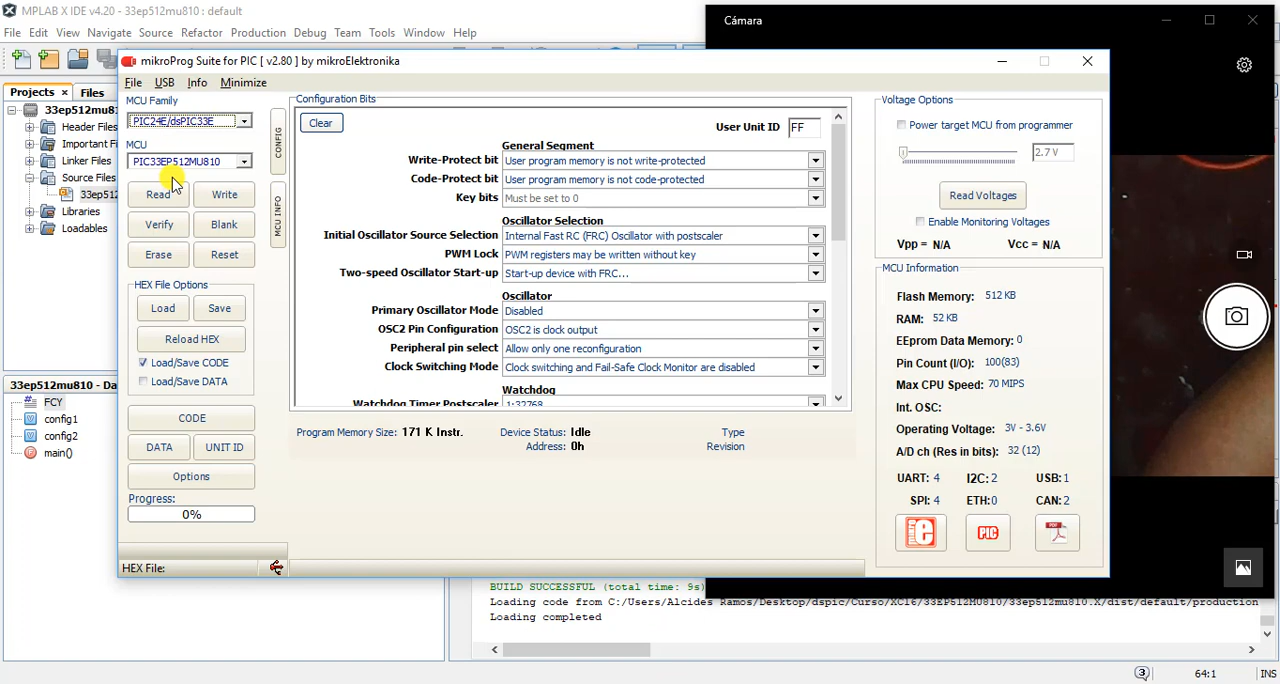 MPLAB X IDE v4.20 - 33ep512mu810 : default
File Edit View Navigate Source Refactor Production Debug Team Tools Window Help
Projects × Files
33ep512mu81
Header Files
Important Fi
Linker Files
Source Files
33ep512
Libraries
Loadables
33ep512mu810 - Da
FCY
config1
config2
main()
mikroProg Suite for PIC [ v2.80 ] by mikroElektronika
File USB Info Minimize
MCU Family
PIC24E/dsPIC33E
MCU
PIC33EP512MU810
Read Write
Verify Blank
Erase Reset
HEX File Options
Load Save
Reload HEX
Load/Save CODE
Load/Save DATA
CODE
DATA UNIT ID
Options
Progress:
0%
HEX File:
CONFIG
MCU INFO
Configuration Bits
Clear
User Unit ID FF
General Segment
Write-Protect bit User program memory is not write-protected
Code-Protect bit User program memory is not code-protected
Key bits Must be set to 0
Oscillator Selection
Initial Oscillator Source Selection Internal Fast RC (FRC) Oscillator with postscaler
PWM Lock PWM registers may be written without key
Two-speed Oscillator Start-up Start-up device with FRC...
Oscillator
Primary Oscillator Mode Disabled
OSC2 Pin Configuration OSC2 is clock output
Peripheral pin select Allow only one reconfiguration
Clock Switching Mode Clock switching and Fail-Safe Clock Monitor are disabled
Watchdog
Watchdog Timer Postscaler 1:32768
Program Memory Size: 171 K Instr. Device Status: Idle Type
Address: 0h Revision
Voltage Options
Power target MCU from programmer
2.7 V
Read Voltages
Enable Monitoring Voltages
Vpp = N/A Vcc = N/A
MCU Information
Flash Memory: 512 KB
RAM: 52 KB
EEprom Data Memory: 0
Pin Count (I/O): 100(83)
Max CPU Speed: 70 MIPS
Int. OSC:
Operating Voltage: 3V - 3.6V
A/D ch (Res in bits): 32 (12)
UART: 4 I2C: 2 USB: 1
SPI: 4 ETH:0 CAN: 2
PIC
Cámara
BUILD SUCCESSFUL (total time: 9s)
Loading code from C:/Users/Alcides Ramos/Desktop/dspic/Curso/XC16/33EP512MU810/33ep512mu810.X/dist/default/production
Loading completed
3 64:1 INS